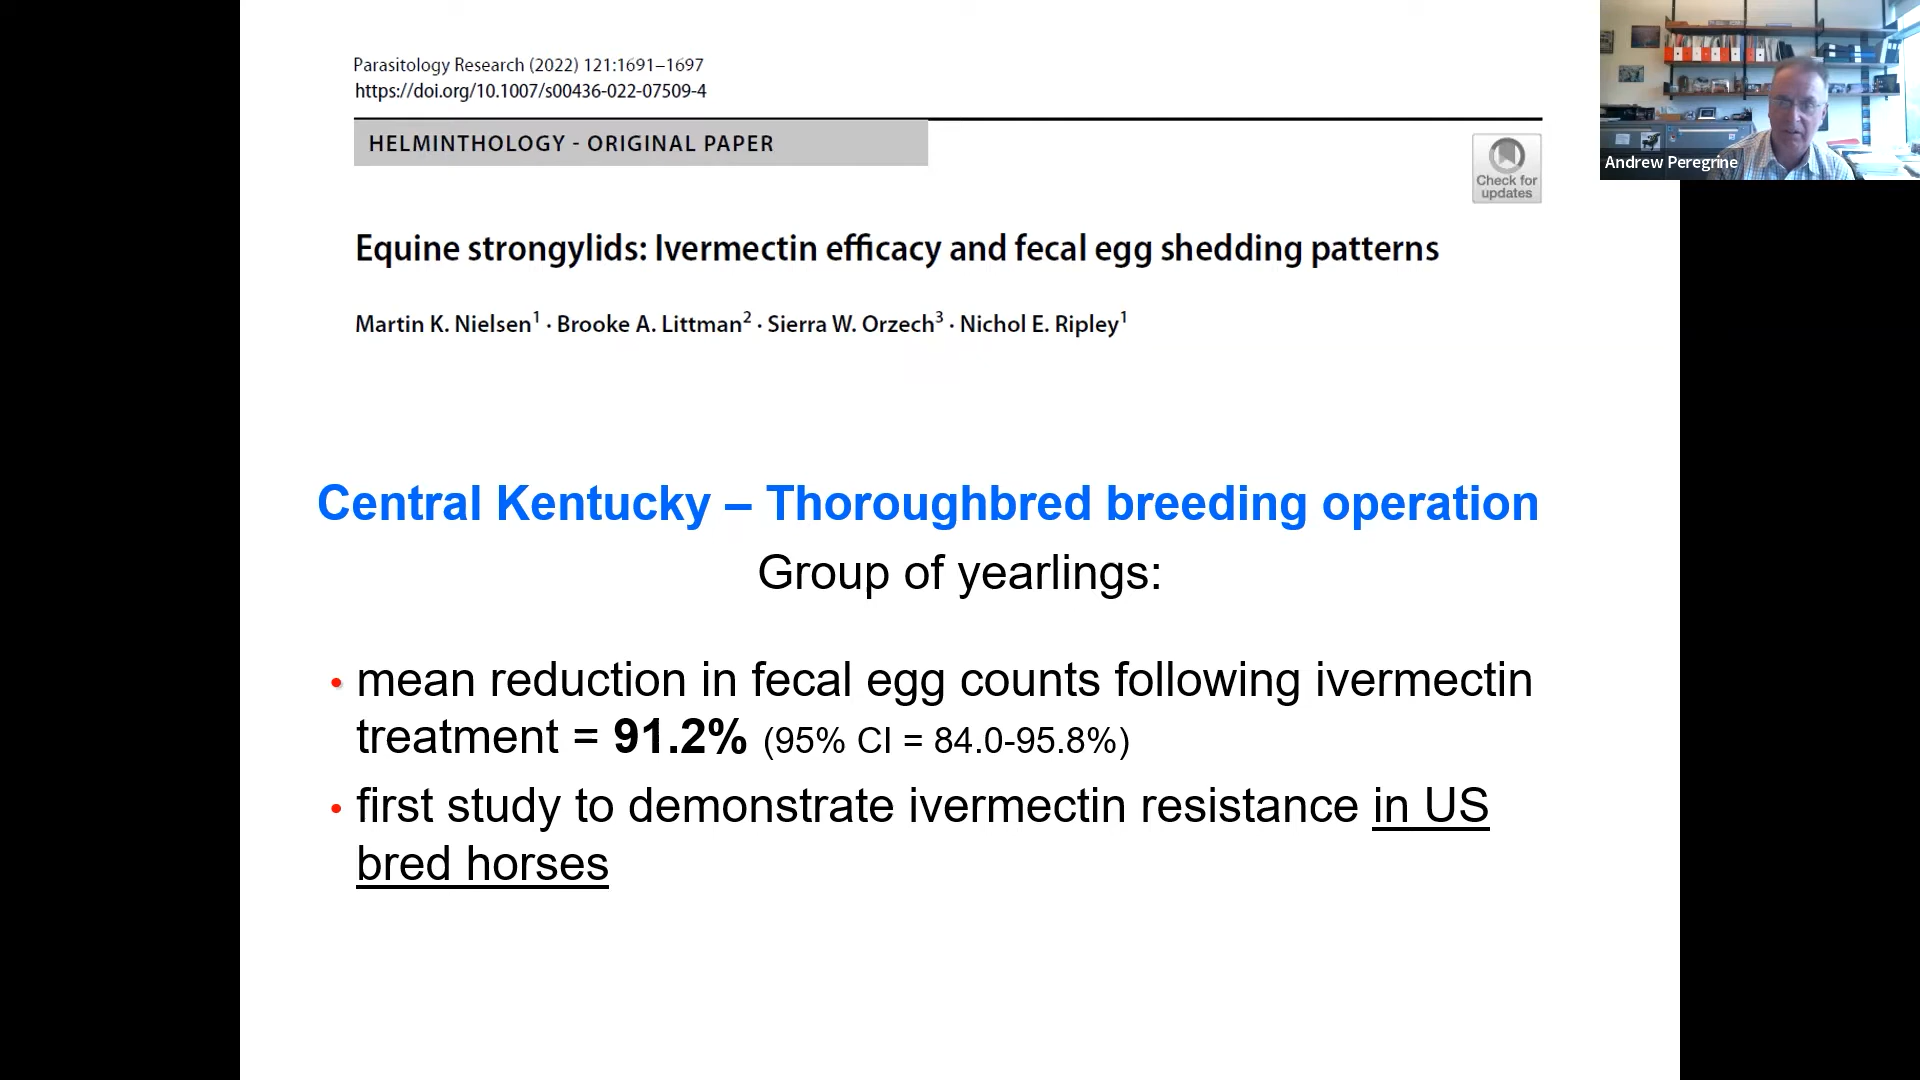 Parasitology Research (2022) 121:1691–1697
https://doi.org/10.1007/s00436-022-07509-4
HELMINTHOLOGY - ORIGINAL PAPER
Check for
updates
Andrew Peregrine
Equine strongylids: Ivermectin efficacy and fecal egg shedding patterns
Martin K. Nielsen1 · Brooke A. Littman2 · Sierra W. Orzech3 · Nichol E. Ripley1
Central Kentucky – Thoroughbred breeding operation
Group of yearlings:
• mean reduction in fecal egg counts following ivermectin
treatment = 91.2% (95% CI = 84.0-95.8%)
• first study to demonstrate ivermectin resistance in US
bred horses